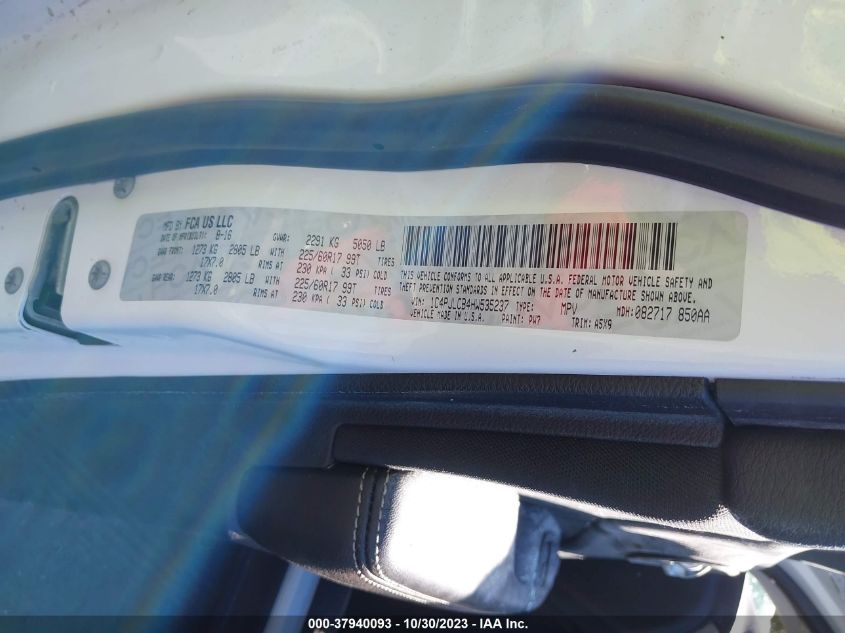 MFD BY: FCA US LLC
DATE OF MFR: 8-16 GVWR: 2291 KG 5050 LB
GAWR FRONT: 1273 KG 2805 LB WITH 225/60R17 99T
17X7.0 RIMS AT 230 KPA ( 33 PSI) COLD
GAWR REAR: 1273 KG 2805 LB WITH 225/60R17 99T
17X7.0 RIMS AT 230 KPA ( 33 PSI) COLD
THIS VEHICLE CONFORMS TO ALL APPLICABLE U.S.A. FEDERAL MOTOR VEHICLE SAFETY AND
THEFT PREVENTION STANDARDS IN EFFECT ON THE DATE OF MANUFACTURE SHOWN ABOVE.
VIN: 1C4PJLCB4HW535237 TYPE: MPV MDH: 082717 850AA
VEHICLE MADE IN U.S.A. PAINT: PW7 TRIM: A5X9
000-37940093 - 10/30/2023 - IAA Inc.